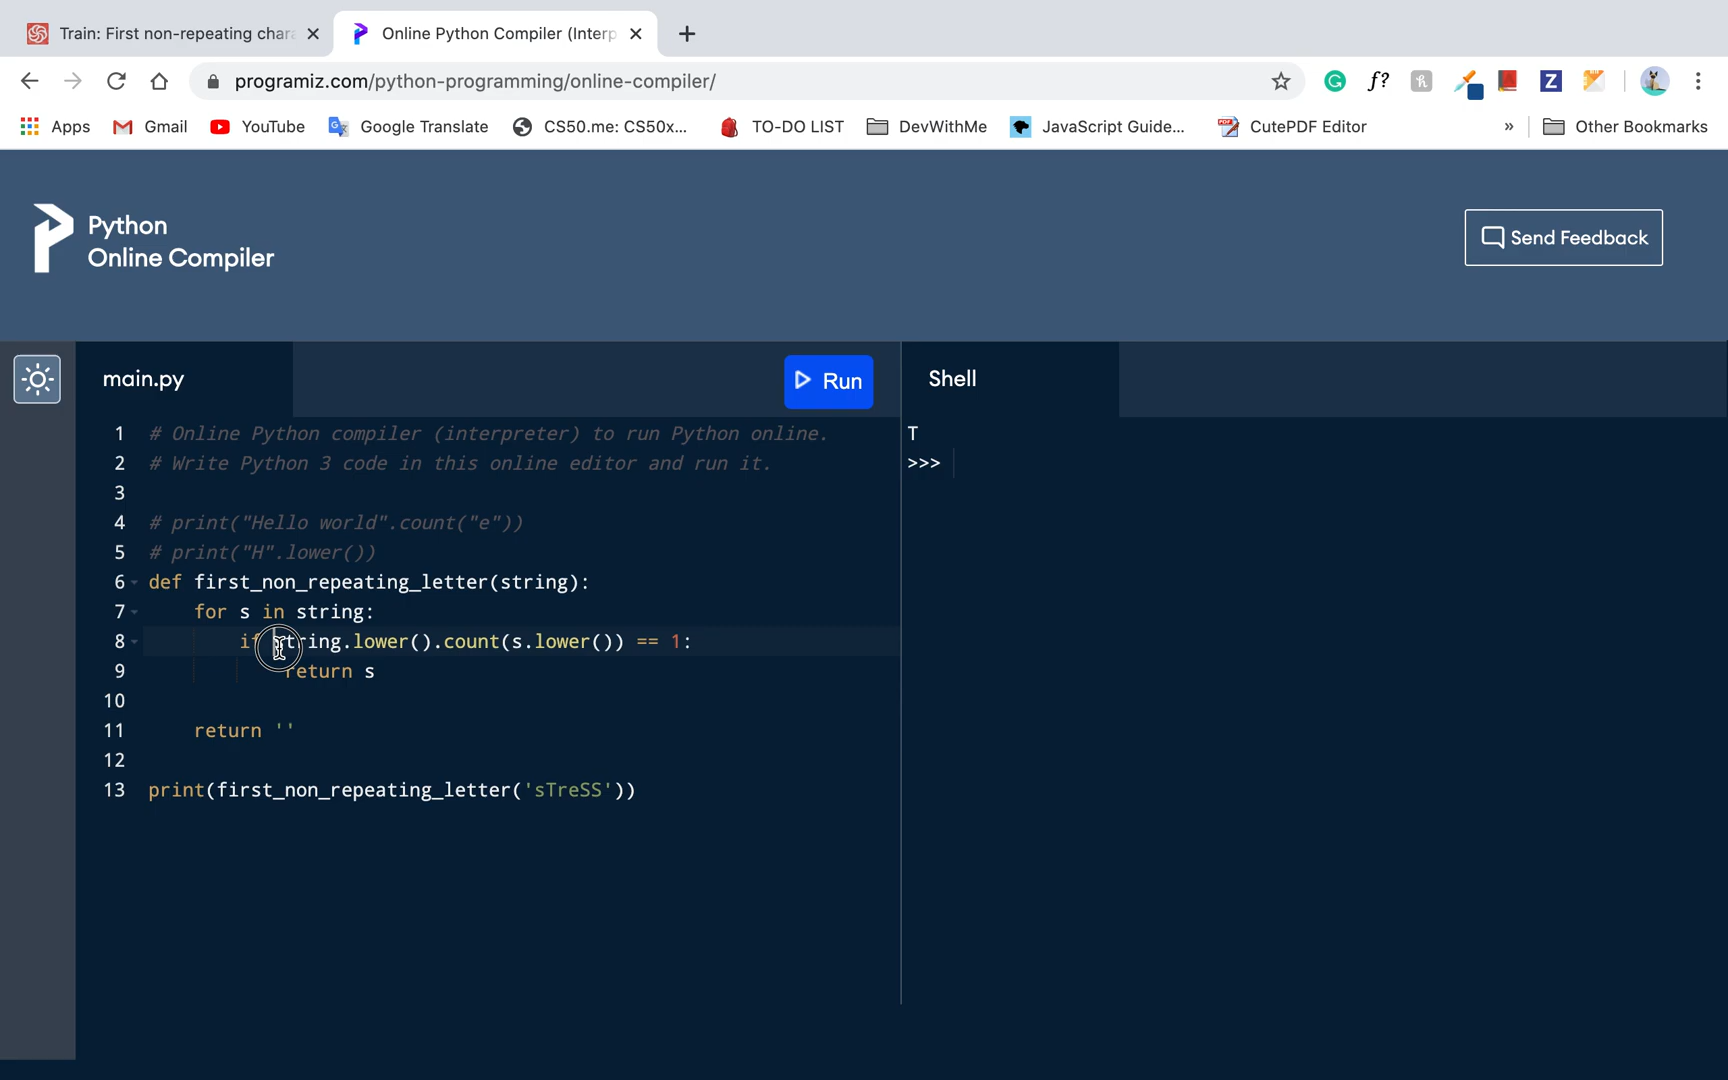 Train: First non-repeating chara
Online Python Compiler (Interp
programiz.com/python-programming/online-compiler/
f?
Apps
Gmail
YouTube
Google Translate
CS50.me: CS50x...
TO-DO LIST
DevWithMe
JavaScript Guide...
CutePDF Editor
»
Other Bookmarks
Python
Online Compiler
Send Feedback
main.py
Run
Shell
1 # Online Python compiler (interpreter) to run Python online.
2 # Write Python 3 code in this online editor and run it.
3
4 # print("Hello world".count("e"))
5 # print("H".lower())
6 def first_non_repeating_letter(string):
7 for s in string:
8 if string.lower().count(s.lower()) == 1:
9 return s
10
11 return ''
12
13 print(first_non_repeating_letter('sTreSS'))
T
>>>